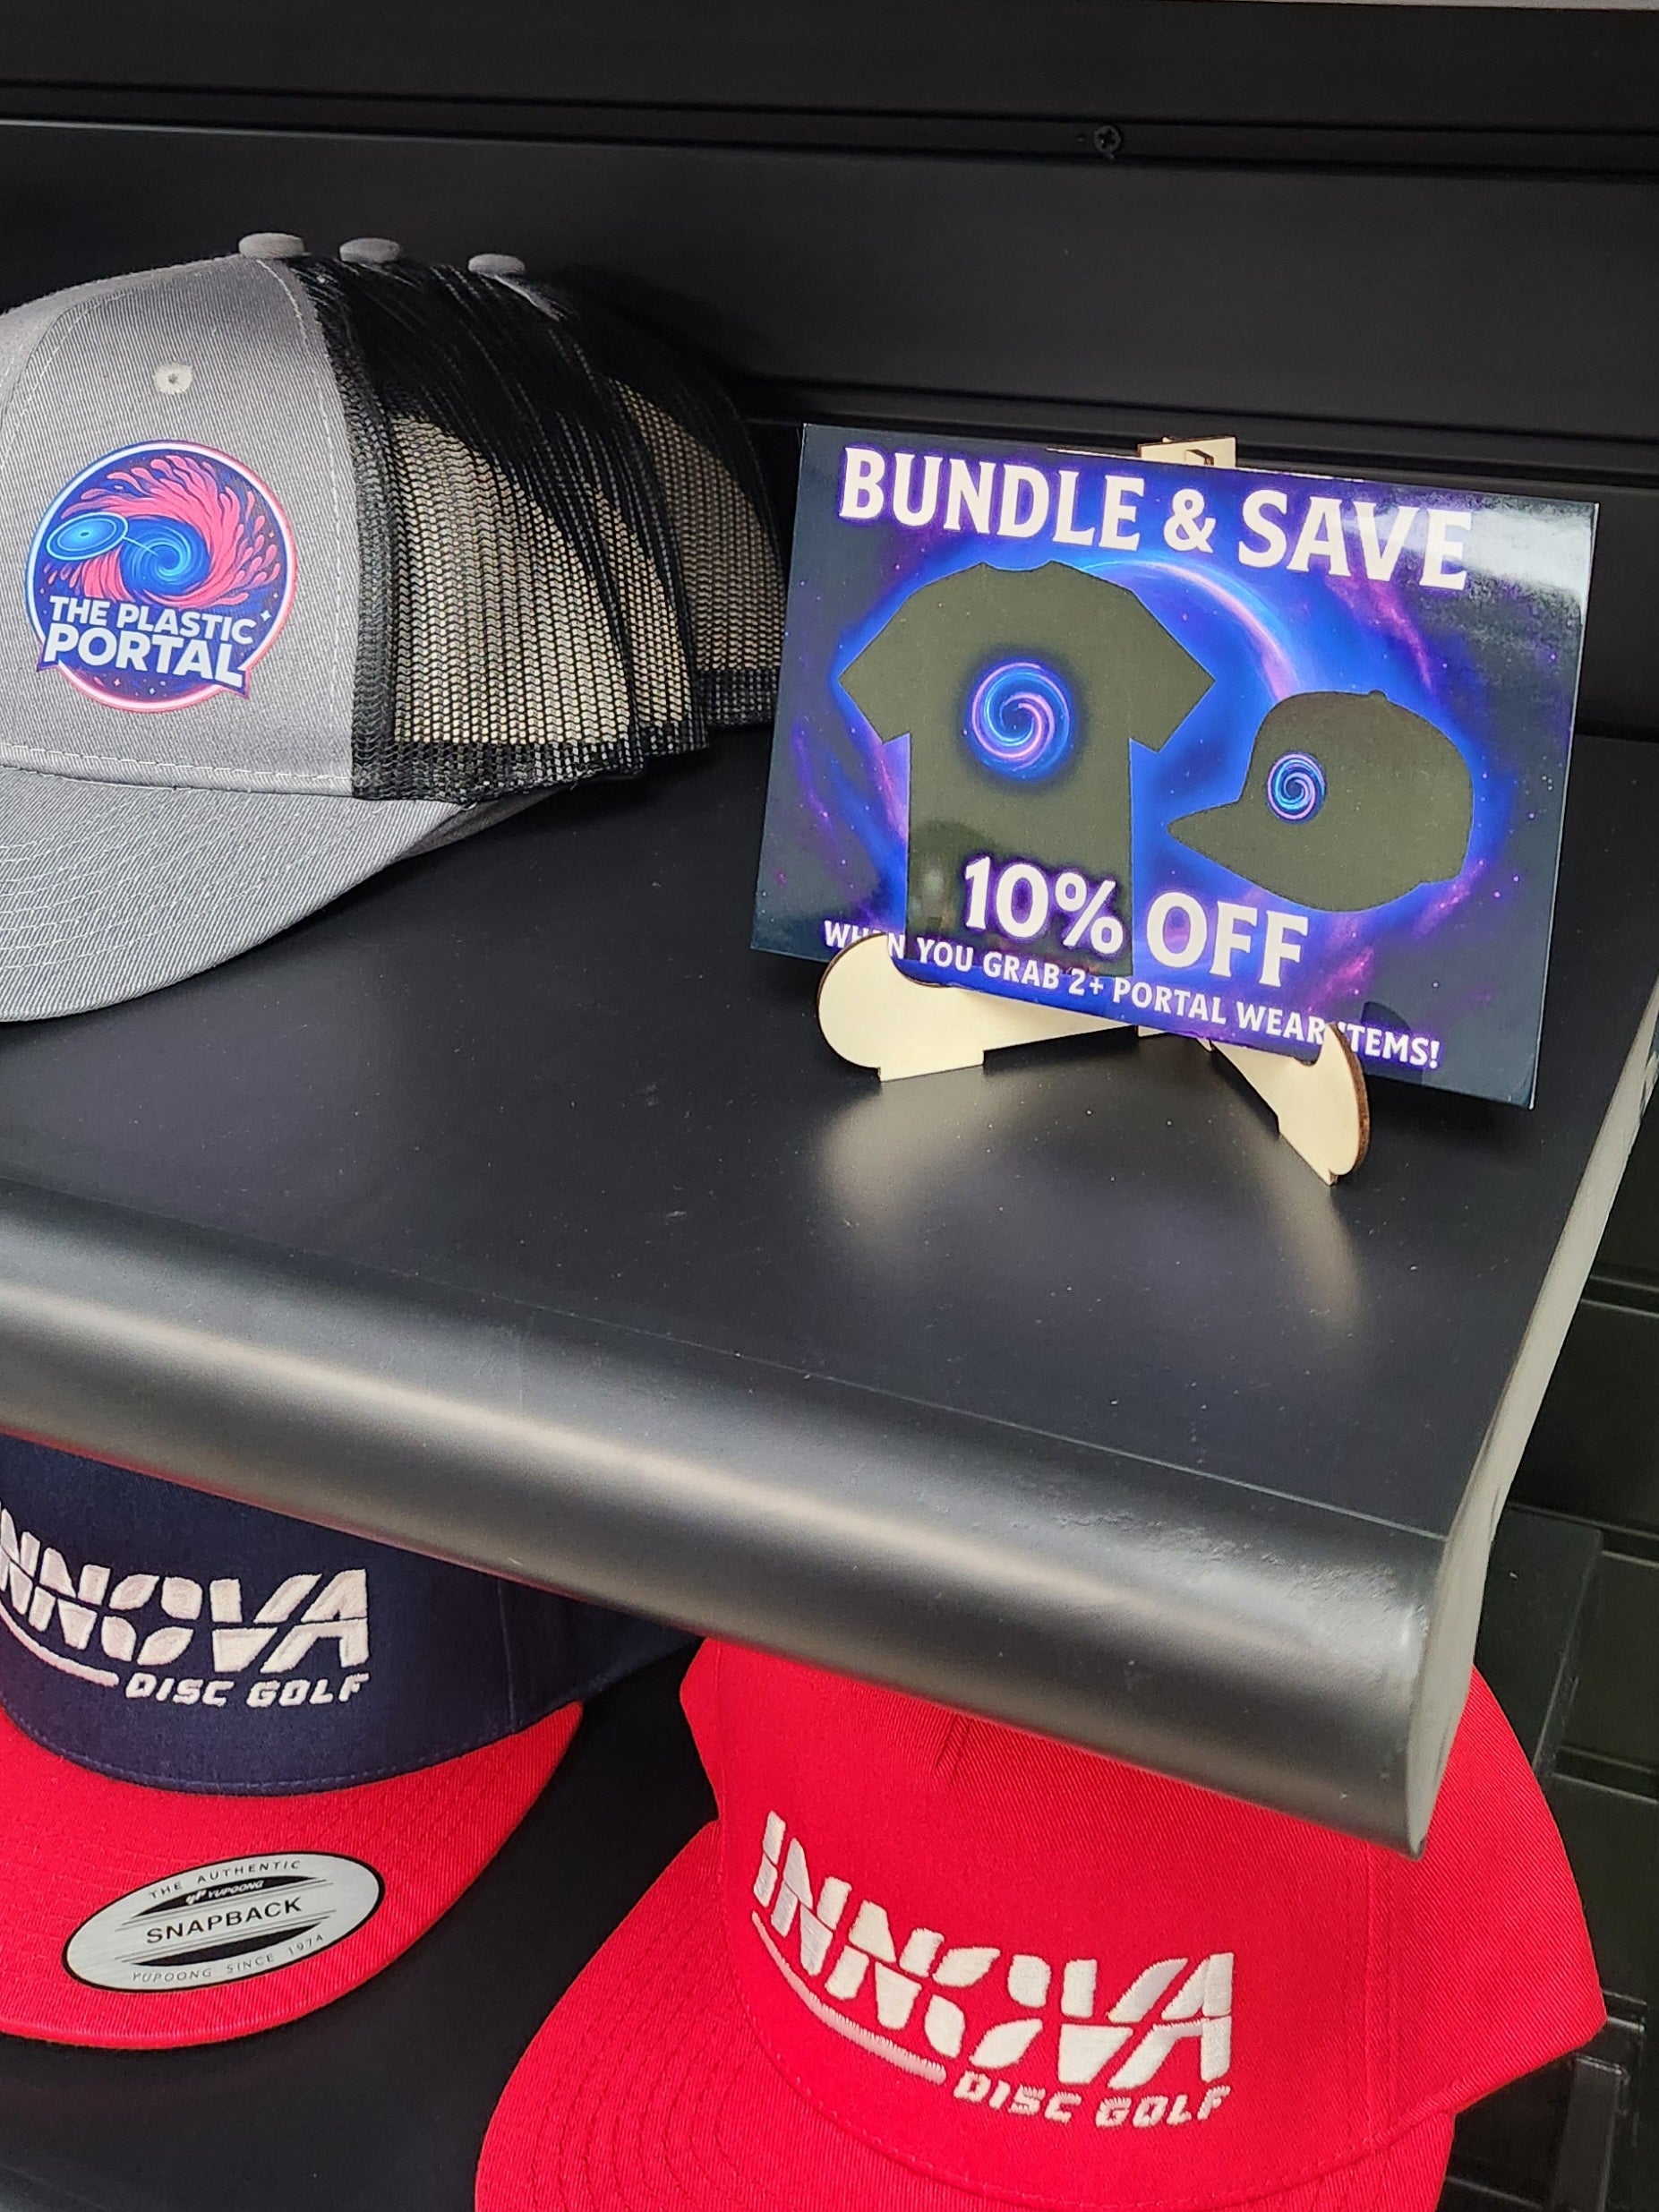 THE PLASTIC
PORTAL
BUNDLE & SAVE
10% OFF
YOU GRAB 2+ PORTAL WEAR ITEMS!
INNOVA
DISC GOLF
THE AUTHENTIC
YP YUPOONG
SNAPBACK
YUPOONG SINCE 1974
INNOVA
DISC GOLF